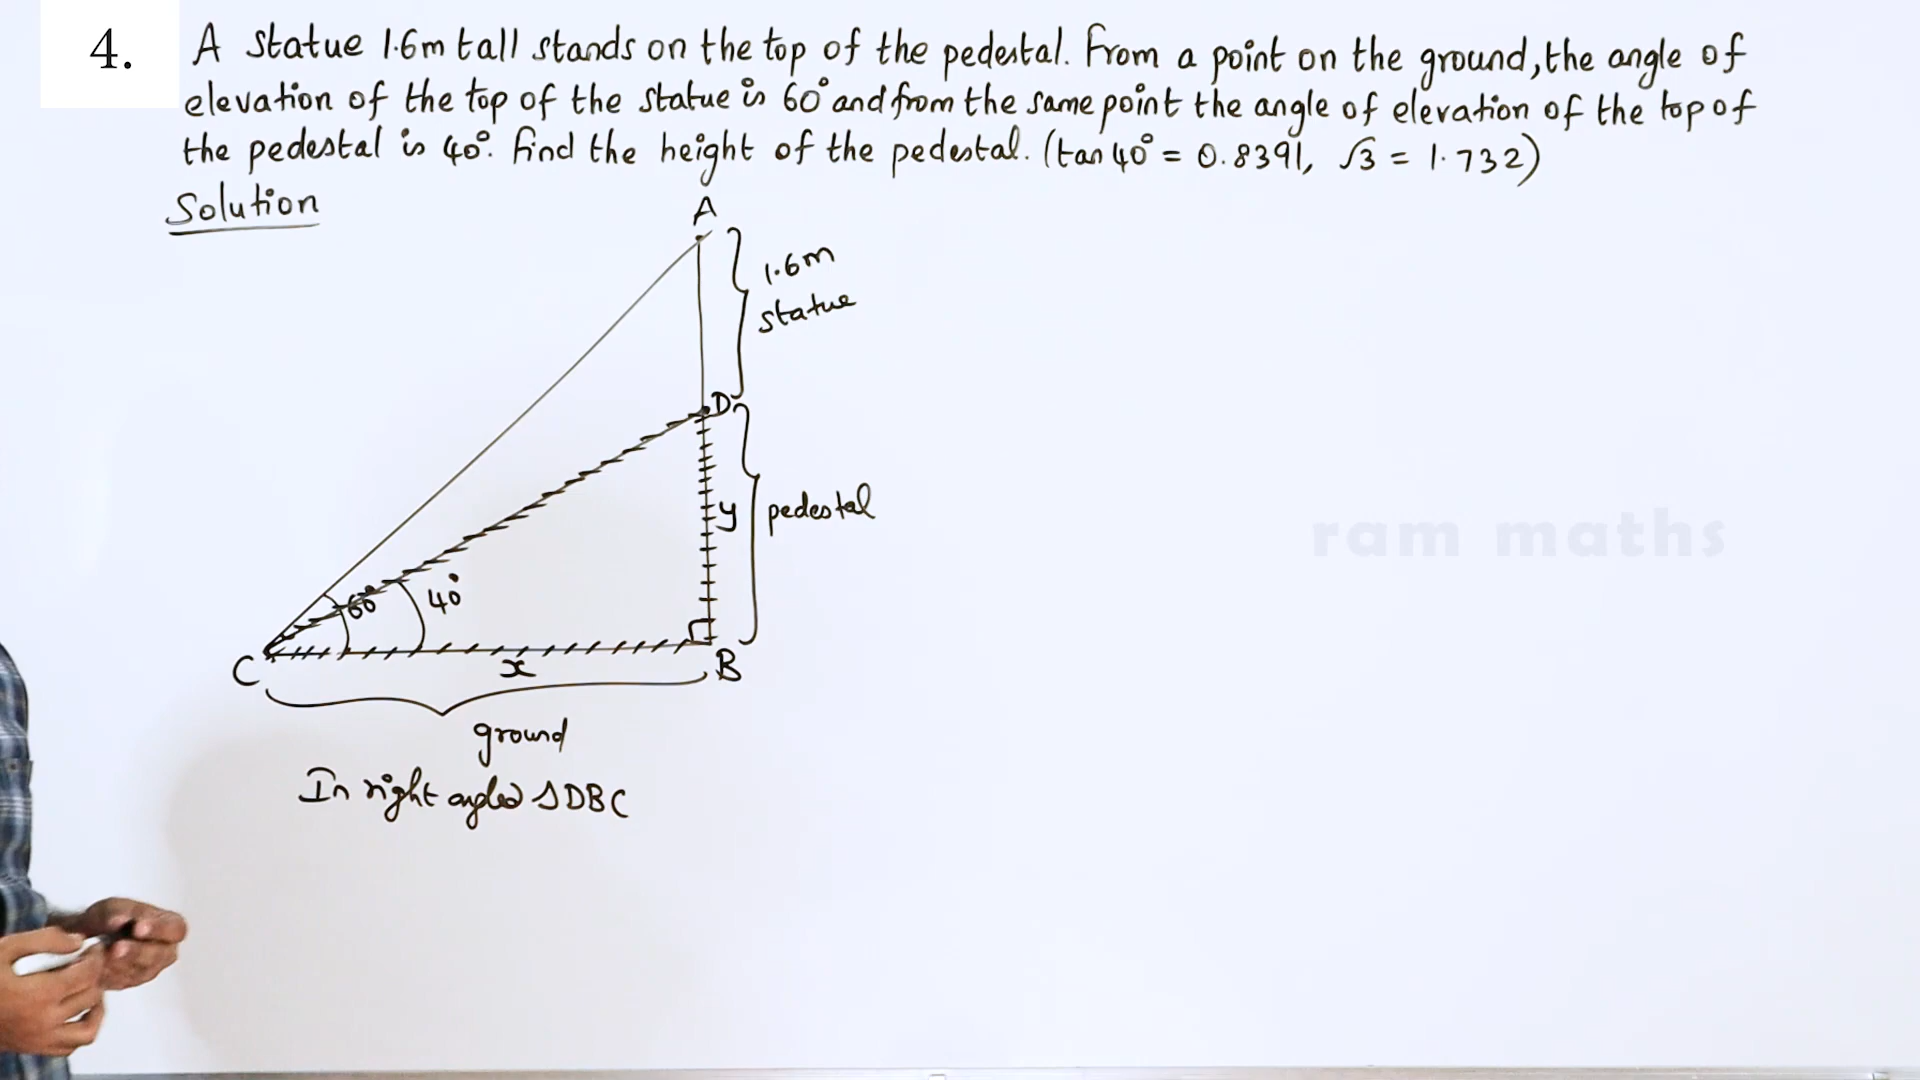 4.
A statue 1.6m tall stands on the top of the pedestal. From a point on the ground, the angle of
elevation of the top of the statue is 60° and from the same point the angle of elevation of the top of
the pedestal is 40°. Find the height of the pedestal. (tan 40° = 0.8391, √3 = 1.732)
Solution
A
1.6m
statue
D
y
pedestal
60°
40°
C
x
B
ground
In right angled ΔDBC
ram maths